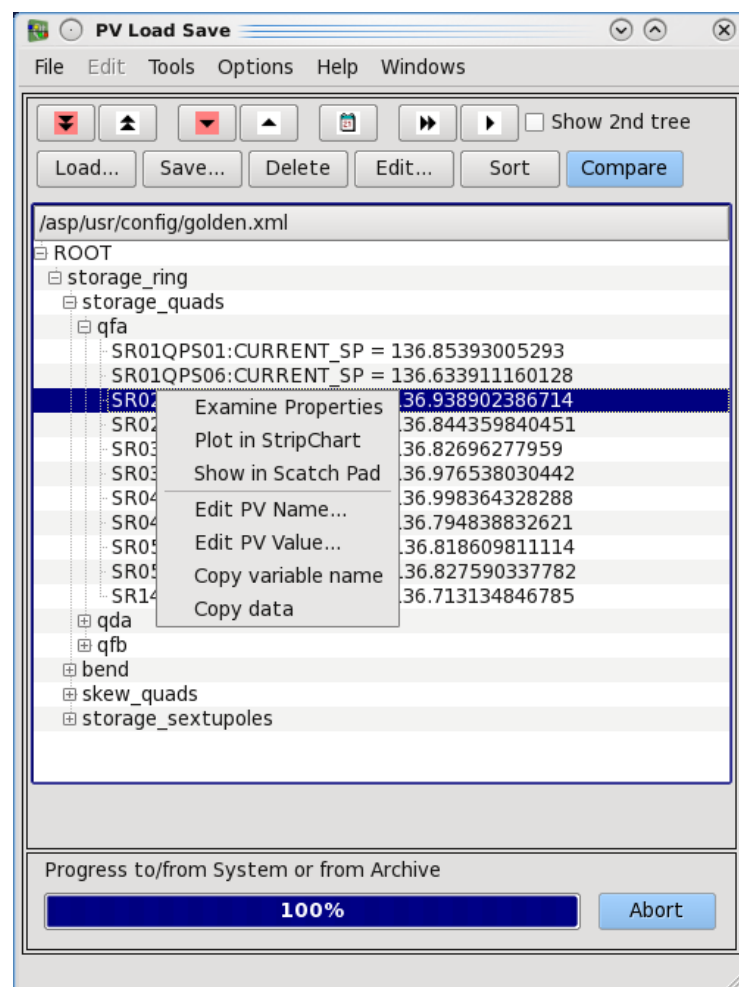 PV Load Save
File Edit Tools Options Help Windows
Show 2nd tree
Load... Save... Delete Edit... Sort Compare
/asp/usr/config/golden.xml
ROOT
storage_ring
storage_quads
qfa
SR01QPS01:CURRENT_SP = 136.85393005293
SR01QPS06:CURRENT_SP = 136.633911160128
SR02 36.938902386714
Examine Properties
SR02 36.844359840451
Plot in StripChart
SR03 36.82696277959
SR03 36.976538030442
Show in Scatch Pad
SR04 36.998364328288
Edit PV Name...
SR04 36.794838832621
SR05 36.818609811114
Edit PV Value...
SR05 36.827590337782
Copy variable name
SR14 36.713134846785
Copy data
qda
qfb
bend
skew_quads
storage_sextupoles
Progress to/from System or from Archive
100% Abort